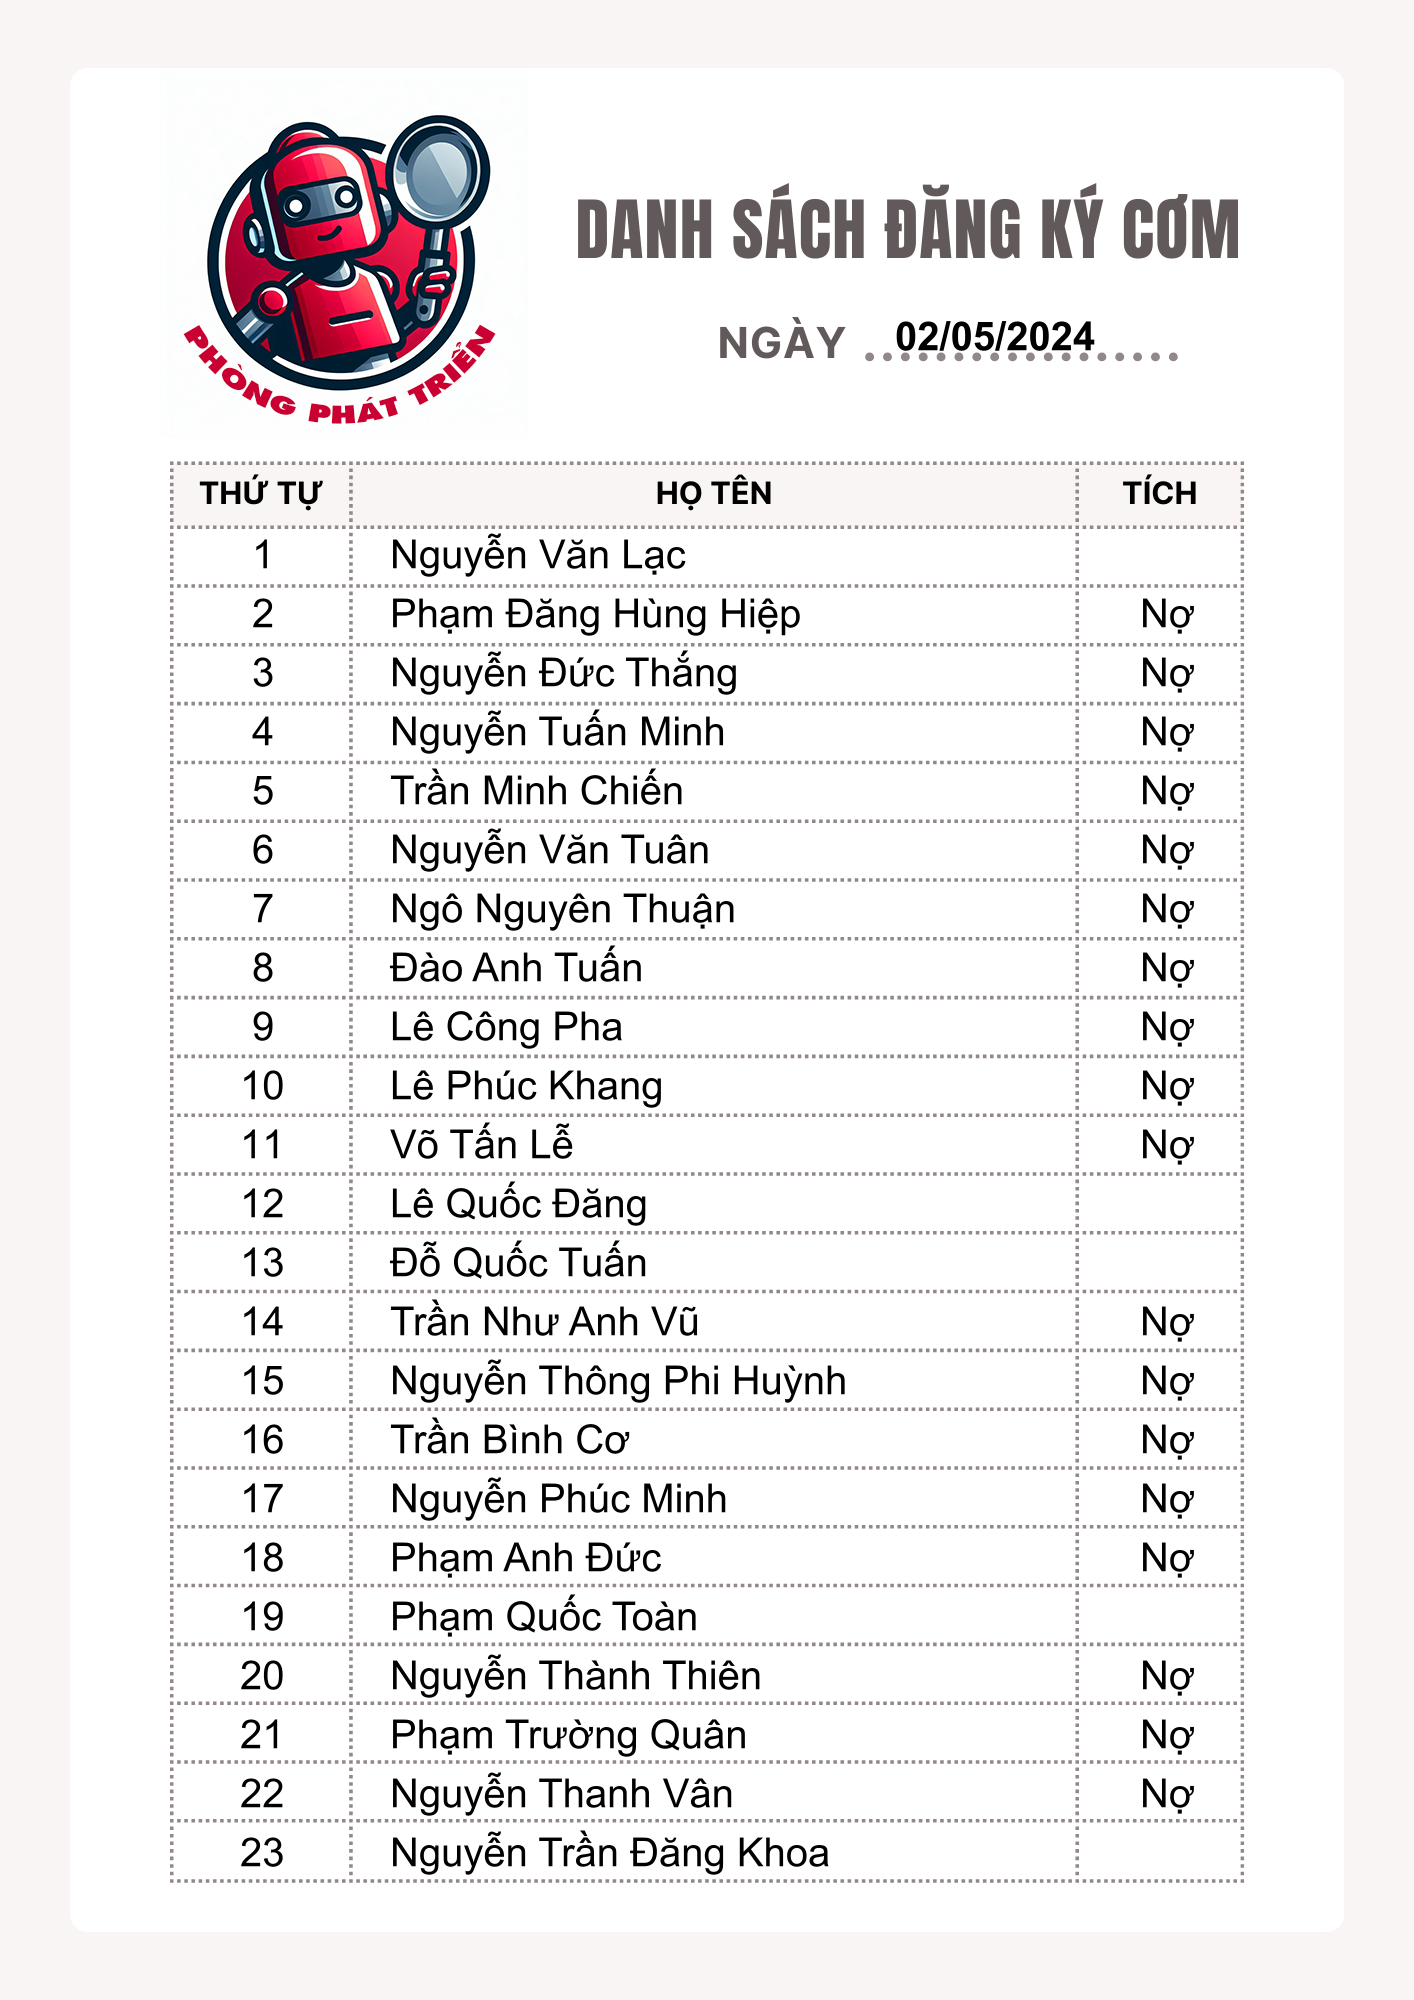 PHÒNG PHÁT TRIỂN
DANH SÁCH ĐĂNG KÝ CƠM
NGÀY 02/05/2024
THỨ TỰ HỌ TÊN TÍCH
1 Nguyễn Văn Lạc
2 Phạm Đăng Hùng Hiệp Nợ
3 Nguyễn Đức Thắng Nợ
4 Nguyễn Tuấn Minh Nợ
5 Trần Minh Chiến Nợ
6 Nguyễn Văn Tuân Nợ
7 Ngô Nguyên Thuận Nợ
8 Đào Anh Tuấn Nợ
9 Lê Công Pha Nợ
10 Lê Phúc Khang Nợ
11 Võ Tấn Lễ Nợ
12 Lê Quốc Đăng
13 Đỗ Quốc Tuấn
14 Trần Như Anh Vũ Nợ
15 Nguyễn Thông Phi Huỳnh Nợ
16 Trần Bình Cơ Nợ
17 Nguyễn Phúc Minh Nợ
18 Phạm Anh Đức Nợ
19 Phạm Quốc Toàn
20 Nguyễn Thành Thiên Nợ
21 Phạm Trường Quân Nợ
22 Nguyễn Thanh Vân Nợ
23 Nguyễn Trần Đăng Khoa